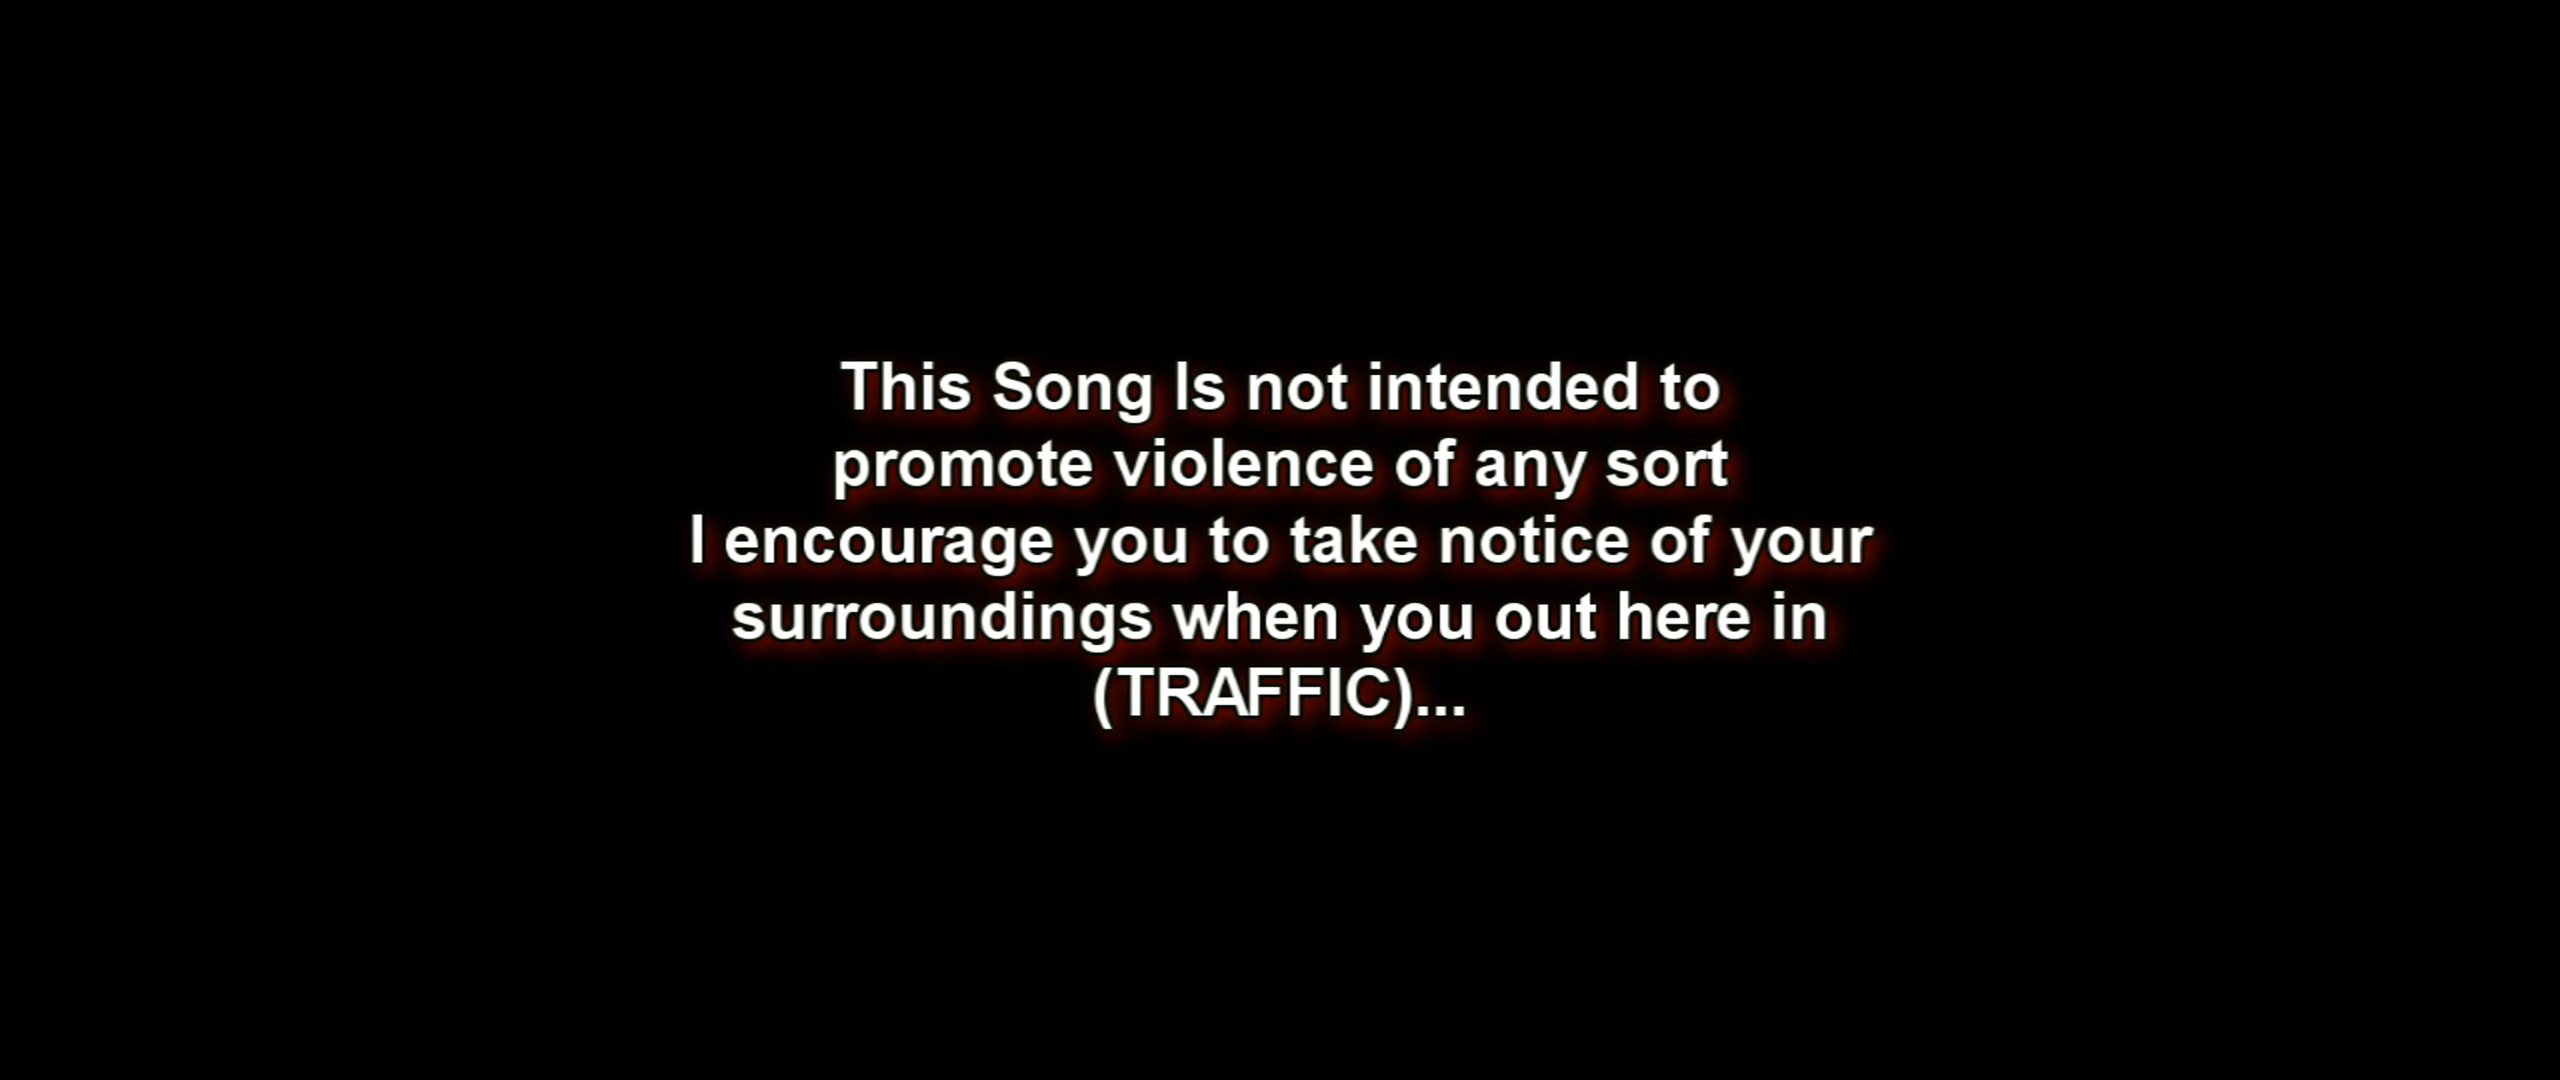 This Song Is not intended to
promote violence of any sort
I encourage you to take notice of your
surroundings when you out here in
(TRAFFIC)...